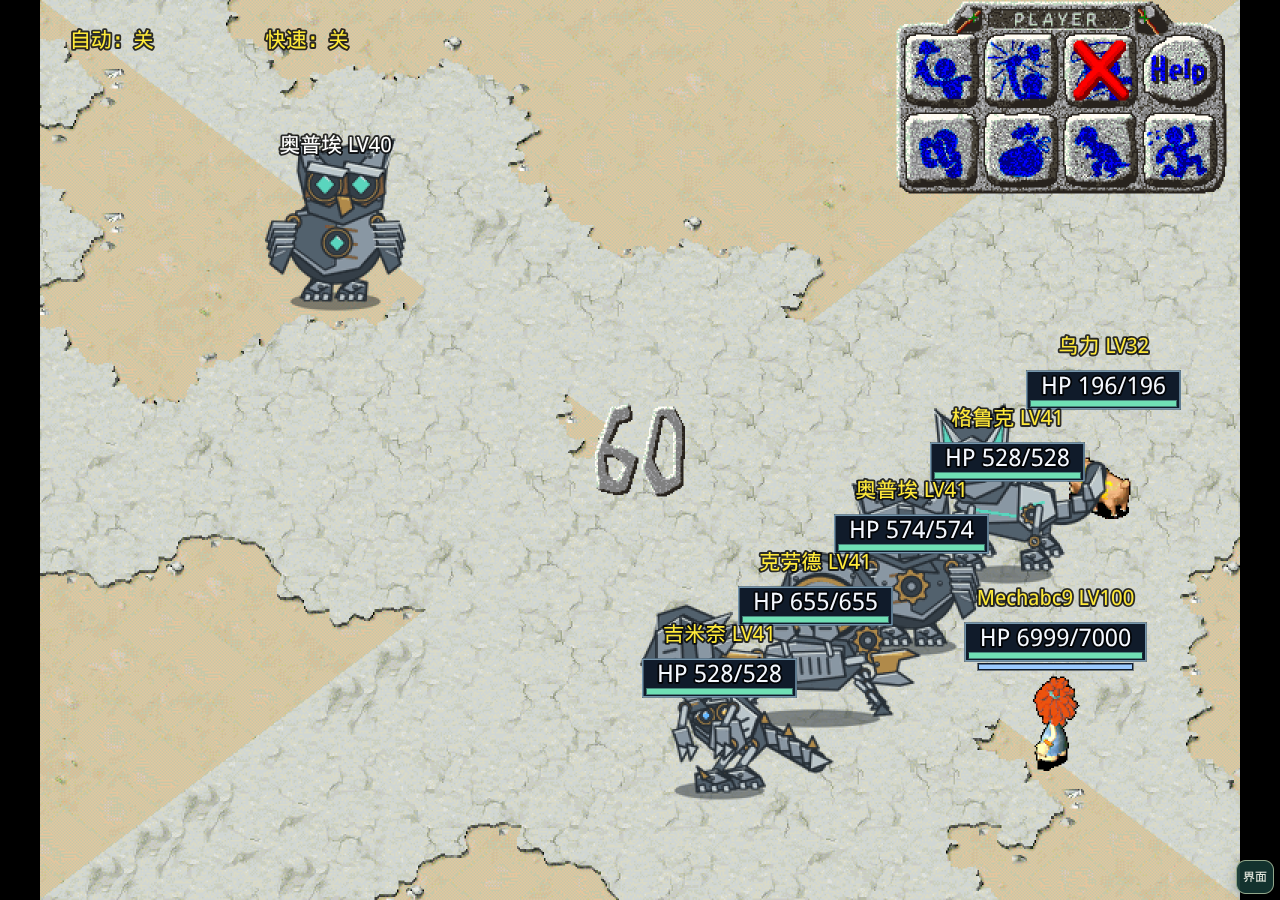 自动：关
快速：关
PLAYER
Help
奥普埃 LV40
乌力 LV32
HP 196/196
格鲁克 LV41
HP 528/528
奥普埃 LV41
HP 574/574
60
克劳德 LV41
HP 655/655
Mechabc9 LV100
HP 6999/7000
吉米奈 LV41
HP 528/528
界面